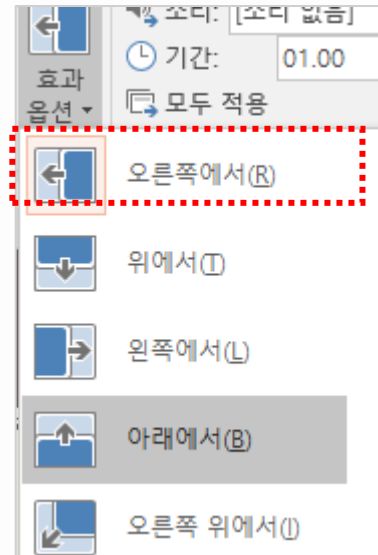 소리: [소리 없음]
기간: 01.00
효과
옵션
모두 적용
오른쪽에서(R)
위에서(T)
왼쪽에서(L)
아래에서(B)
오른쪽 위에서(I)